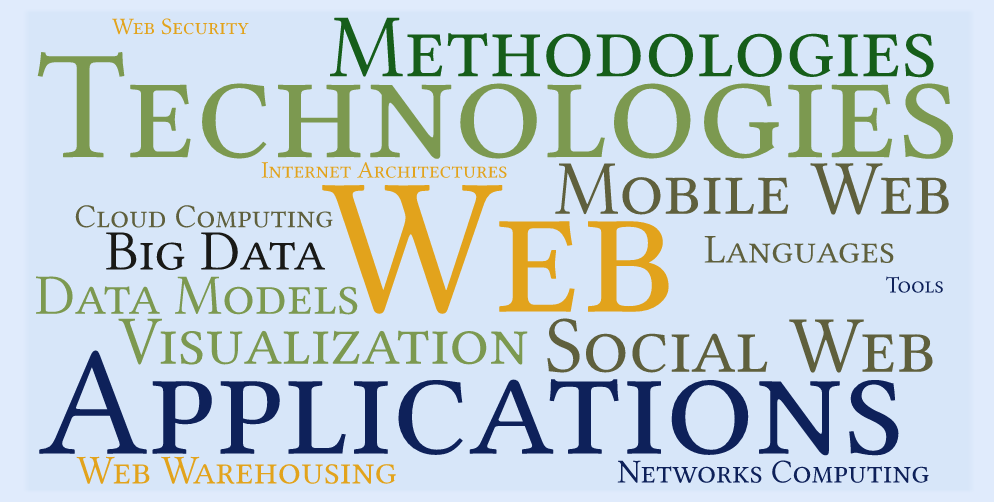 Web Security
Methodologies
Technologies
Internet Architectures
Mobile Web
Cloud Computing
Web
Big Data
Languages
Data Models
Tools
Visualization
Social Web
Applications
Web Warehousing
Networks Computing